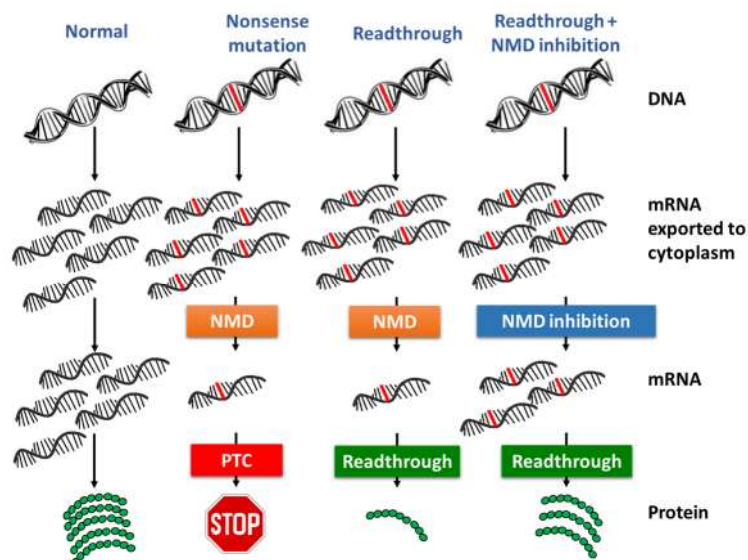 Normal
Nonsense
mutation
Readthrough
Readthrough +
NMD inhibition
DNA
mRNA
exported to
cytoplasm
NMD
NMD
NMD inhibition
mRNA
PTC
Readthrough
Readthrough
STOP
Protein